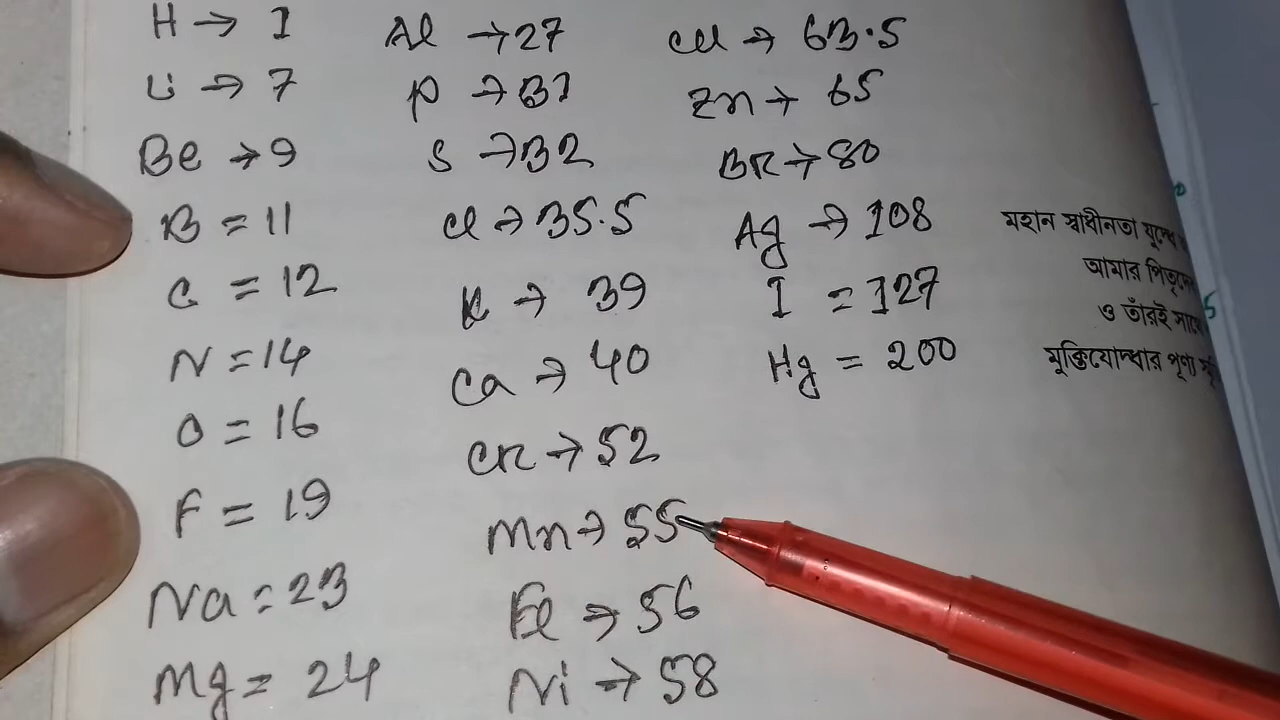 H → 1
Li → 7
Be → 9
B = 11
C = 12
N = 14
O = 16
F = 19
Na = 23
Mg = 24
Al → 27
P → 31
S → 32
Cl → 35.5
K → 39
Ca → 40
Cr → 52
Mn → 55
Fe → 56
Ni → 58
Cu → 63.5
Zn → 65
Br → 80
Ag → 108
I = 127
Hg = 200
মহান স্বাধীনতা যুদ্ধে
আমার
ও তাঁরই
মুক্তিযোদ্ধার পূণ্য